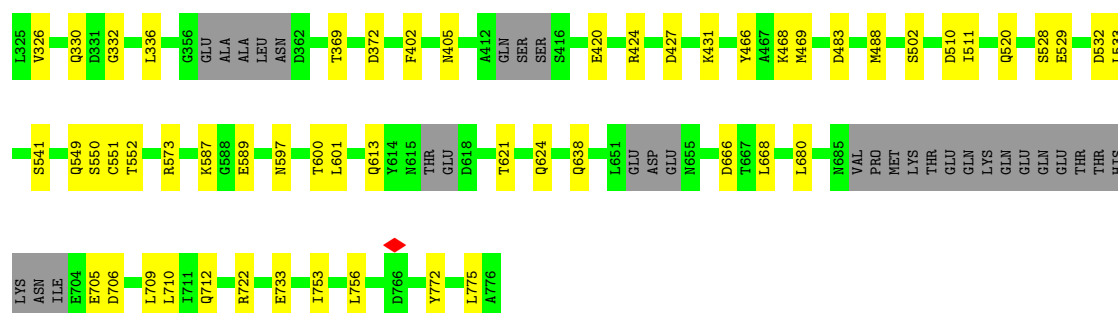 L325 V326 Q330 D331 G332 L336 G356 GLU ALA ALA LEU ASN D362 T369 D372 F402 N405 A412 GLN SER SER S416 E420 R424 D427 K431 Y466 A467 K468 M469 D483 M488 S502 D510 I511 Q520 S528 E529 D532 L533
S541 Q549 S550 C551 T552 R573 K587 G588 E589 N597 T600 L601 Q613 Y614 N615 THR GLU D618 T621 Q624 Q638 L651 GLU ASP GLU N655 D666 T667 L668 L680 N685 VAL PRO MET LYS THR GLU GLN LYS GLN GLU GLN GLU THR THR HIS
LYS ASN ILE E704 E705 D706 L709 L710 I711 Q712 R722 E733 I753 L756 D766 Y772 L775 A776